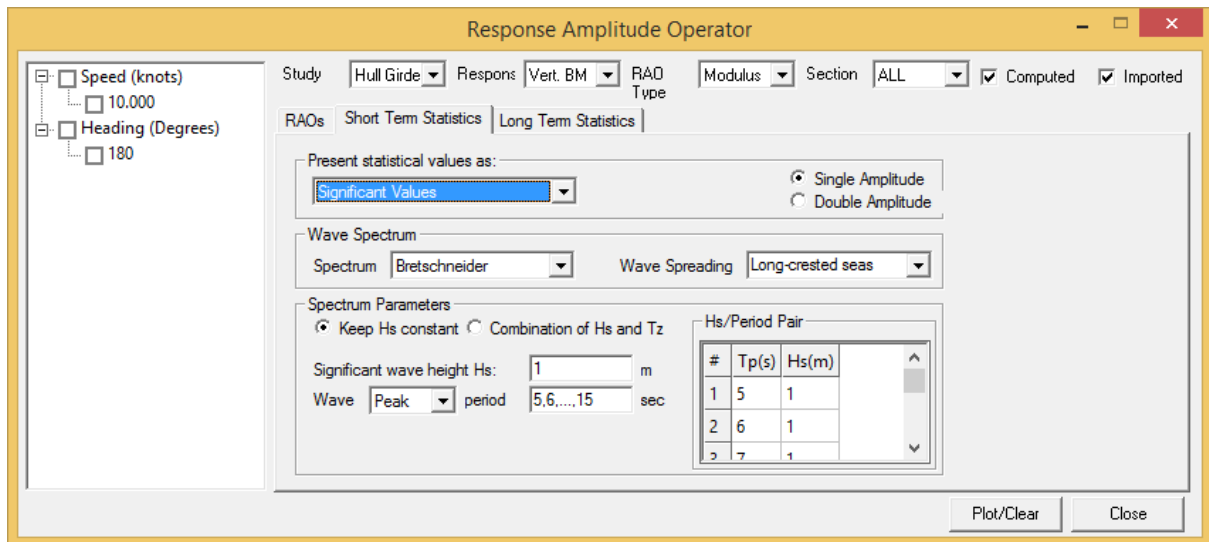 Response Amplitude Operator
Speed (knots)
10.000
Heading (Degrees)
180
Study Hull Girde Respons Vert. BM RAO Type Modulus Section ALL Computed Imported
RAOs Short Term Statistics Long Term Statistics
Present statistical values as:
Significant Values
Single Amplitude
Double Amplitude
Wave Spectrum
Spectrum Bretschneider Wave Spreading Long-crested seas
Spectrum Parameters
Keep Hs constant Combination of Hs and Tz
Significant wave height Hs: 1 m
Wave Peak period 5,6,...,15 sec
Hs/Period Pair
# Tp(s) Hs(m)
1 5 1
2 6 1
3 7 1
Plot/Clear Close